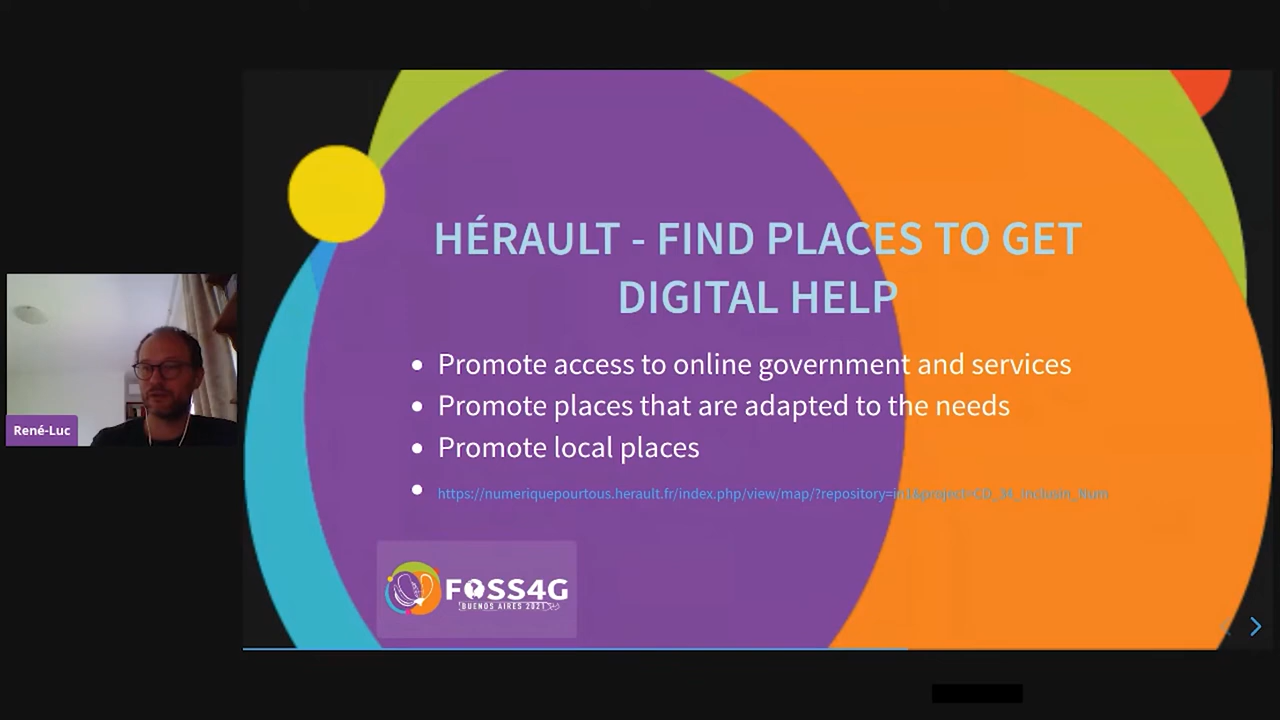 HÉRAULT - FIND PLACES TO GET
DIGITAL HELP
Promote access to online government and services
Promote places that are adapted to the needs
Promote local places
https://numeriquepourtous.herault.fr/index.php/view/map/?repository=in1&project=CD_34_Inclusin_Num
René-Luc
FOSS4G
BUENOS AIRES 2021